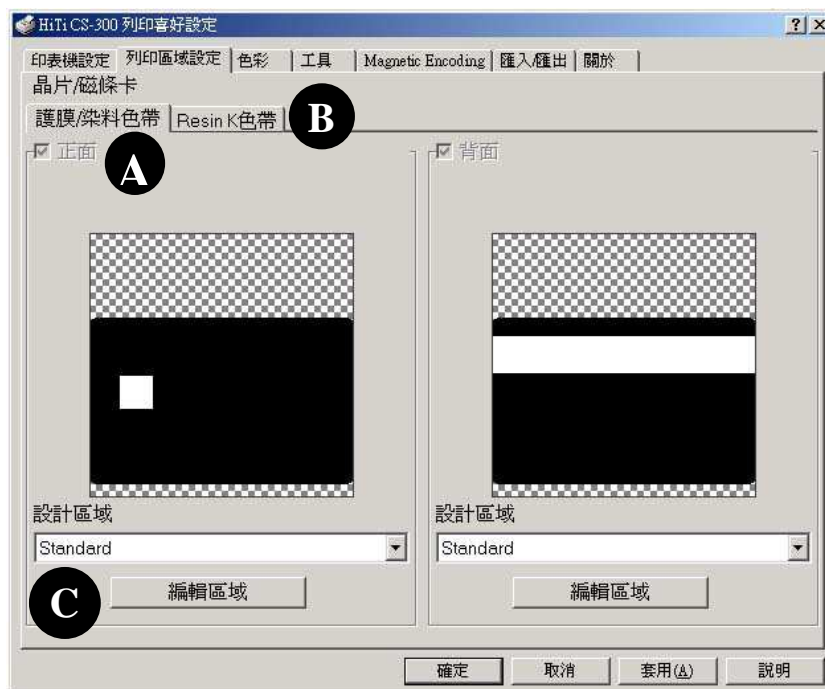 HiTi CS-300 列印喜好設定
印表機設定 列印區域設定 色彩 工具 Magnetic Encoding 匯入/匯出 關於
晶片/磁條卡
護膜/染料色帶 Resin K色帶 B
正面 A 背面
設計區域 設計區域
Standard Standard
C 編輯區域 編輯區域
確定 取消 套用(A) 說明